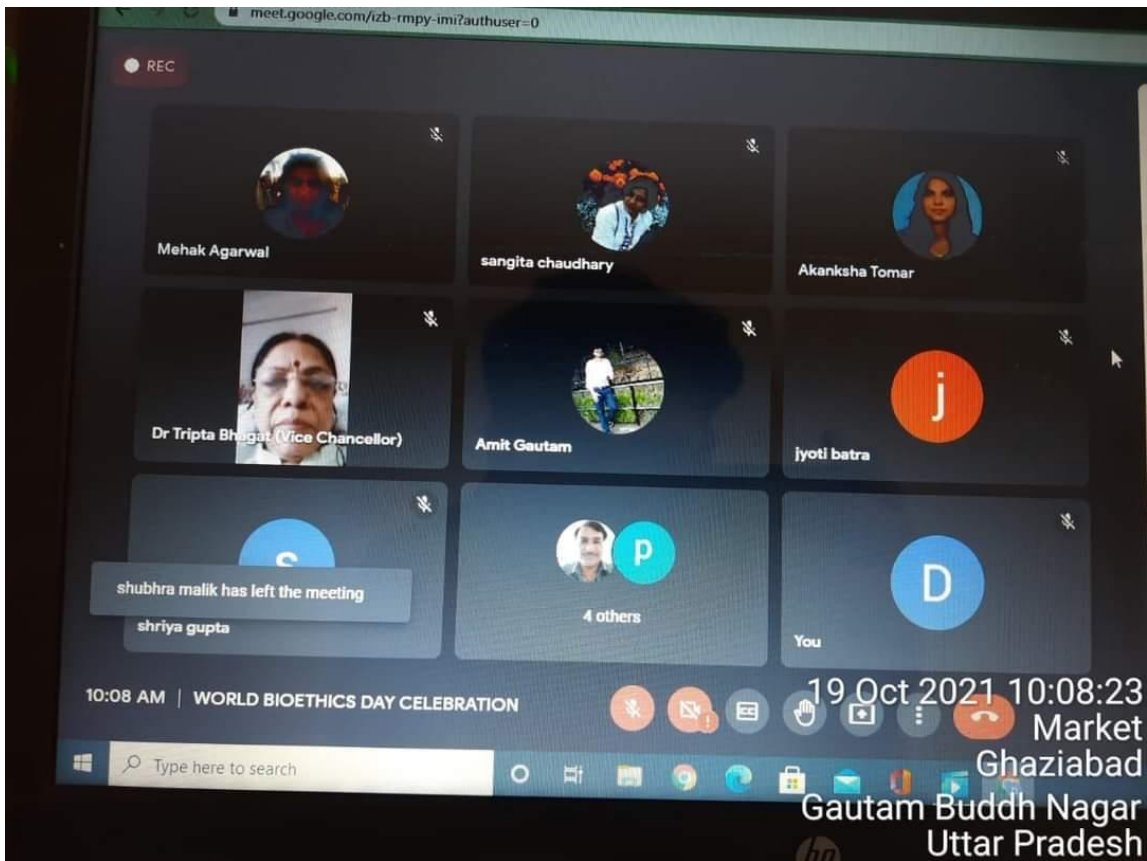 meet.google.com/izb-rmpy-imi?authuser=0
REC
Mehak Agarwal
sangita chaudhary
Akanksha Tomar
Dr Tripta Bhagat (Vice Chancellor)
Amit Gautam
j
jyoti batra
S
shubhra malik has left the meeting
shriya gupta
p
4 others
D
You
10:08 AM | WORLD BIOETHICS DAY CELEBRATION
CC
Type here to search
19 Oct 2021 10:08:23
Market
Ghaziabad
Gautam Buddh Nagar
Uttar Pradesh
hp